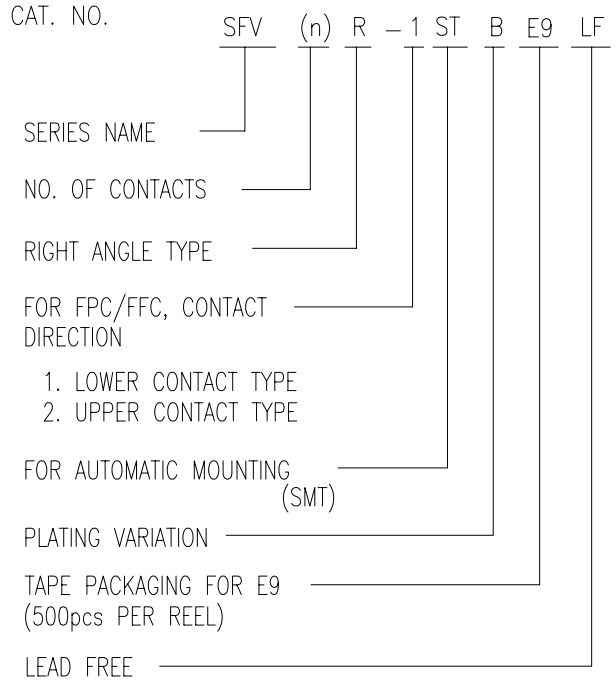 CAT. NO.
SFV (n) R – 1 ST B E9 LF
SERIES NAME
NO. OF CONTACTS
RIGHT ANGLE TYPE
FOR FPC/FFC, CONTACT
DIRECTION
1. LOWER CONTACT TYPE
2. UPPER CONTACT TYPE
FOR AUTOMATIC MOUNTING
(SMT)
PLATING VARIATION
TAPE PACKAGING FOR E9
(500pcs PER REEL)
LEAD FREE